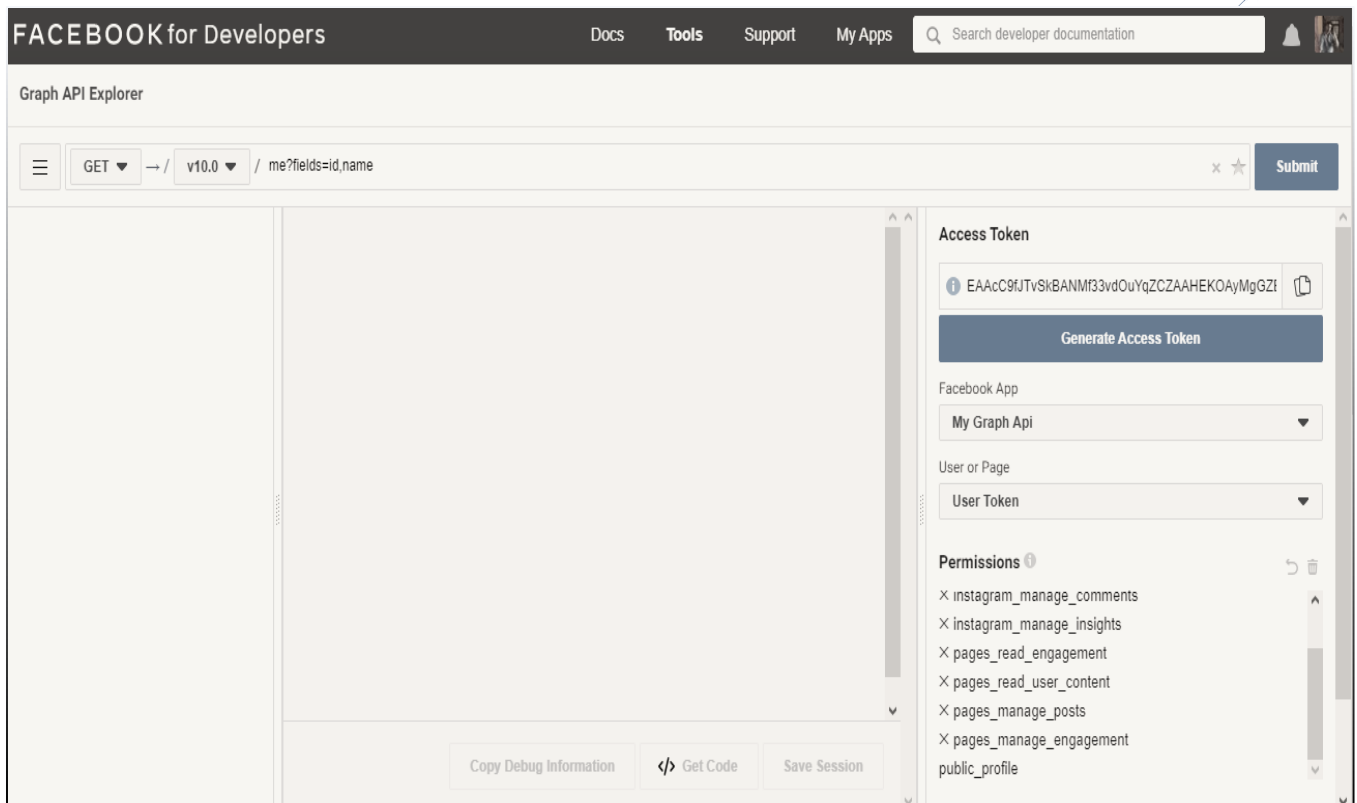 FACEBOOK for Developers Docs Tools Support My Apps Search developer documentation
Graph API Explorer
GET → / v10.0 / me?fields=id,name × Submit
Access Token
EAAcC9fJTvSkBANMf33vdOuYqZCZAAHEKOAyMgGZE
Generate Access Token
Facebook App
My Graph Api
User or Page
User Token
Permissions
× instagram_manage_comments
× instagram_manage_insights
× pages_read_engagement
× pages_read_user_content
× pages_manage_posts
× pages_manage_engagement
public_profile
Copy Debug Information </> Get Code Save Session